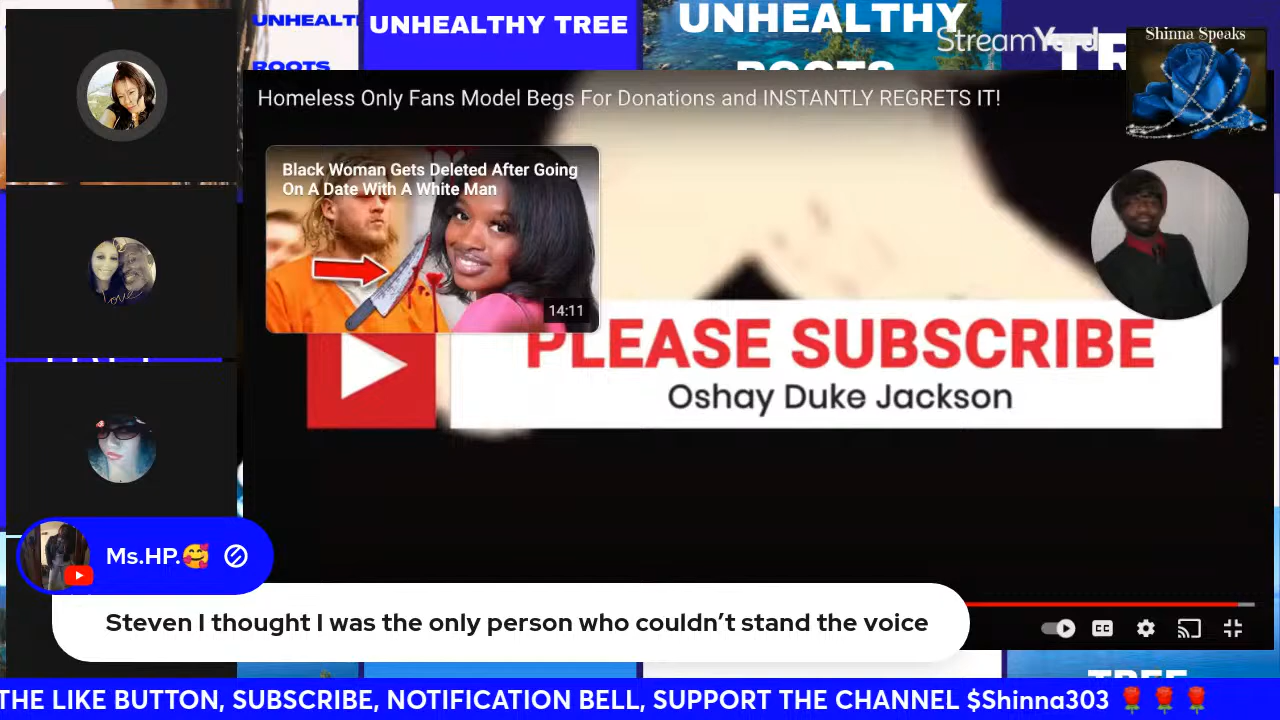 UNHEALTHY TREE
UNHEALTHY
ROOTS
StreamYard
Shinna Speaks
Homeless Only Fans Model Begs For Donations and INSTANTLY REGRETS IT!
Black Woman Gets Deleted After Going
On A Date With A White Man
14:11
PLEASE SUBSCRIBE
Oshay Duke Jackson
Ms.HP.🥰
Steven I thought I was the only person who couldn’t stand the voice
CC
TREE
THE LIKE BUTTON, SUBSCRIBE, NOTIFICATION BELL, SUPPORT THE CHANNEL $Shinna303 🌹🌹🌹